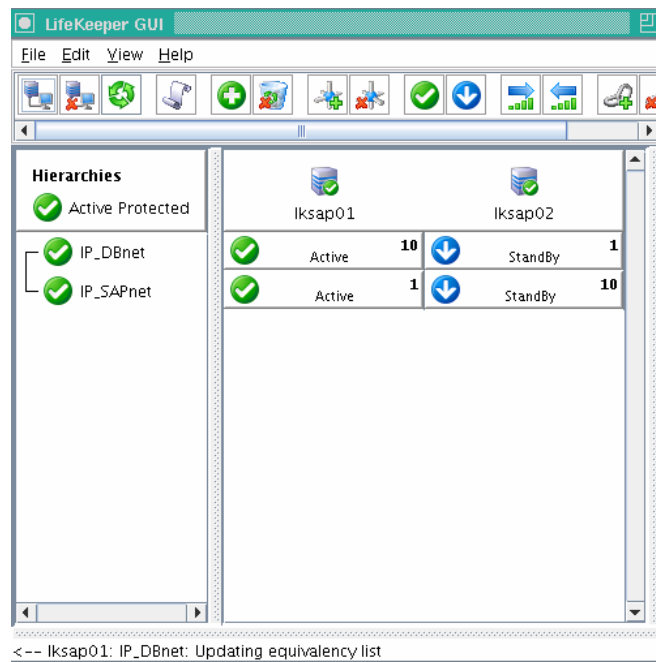 LifeKeeper GUI
File Edit View Help
Hierarchies
Active Protected
lksap01
lksap02
IP_DBnet
Active 10
StandBy 1
IP_SAPnet
Active 1
StandBy 10
<-- lksap01: IP_DBnet: Updating equivalency list